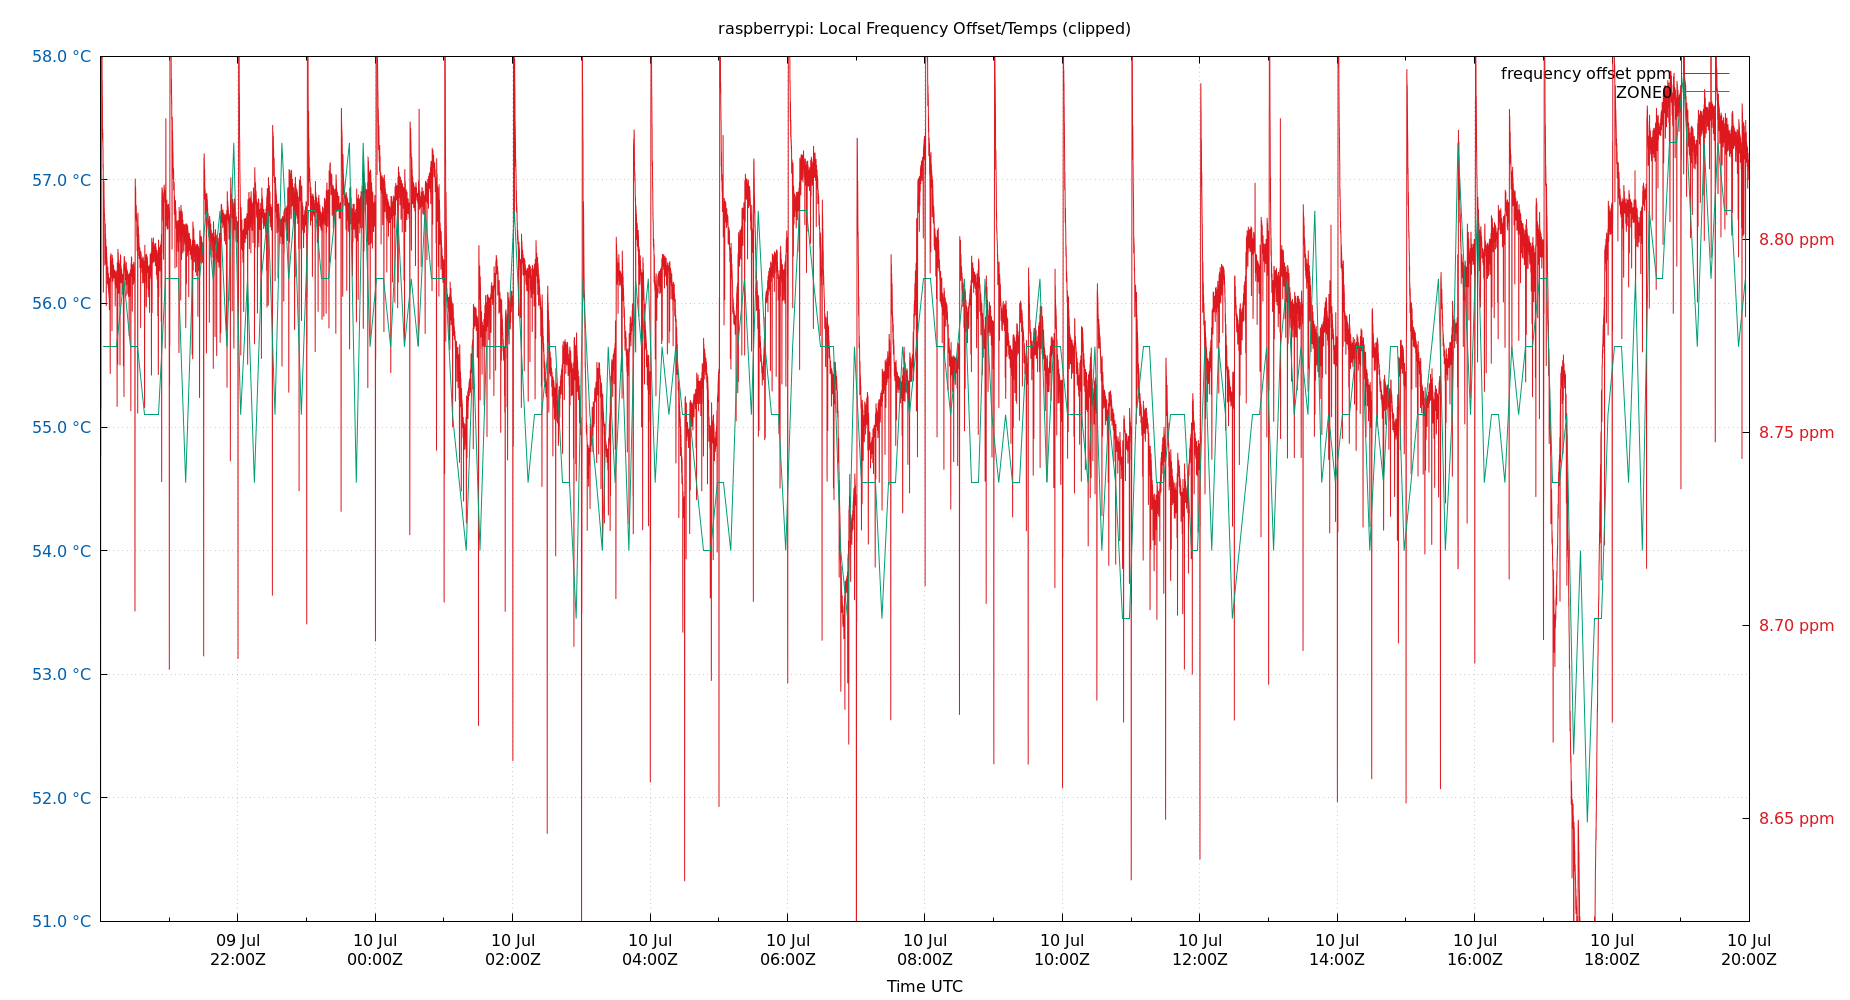 raspberrypi: Local Frequency Offset/Temps (clipped)
58.0 °C
57.0 °C
56.0 °C
55.0 °C
54.0 °C
53.0 °C
52.0 °C
51.0 °C
frequency offset ppm
ZONE0
8.80 ppm
8.75 ppm
8.70 ppm
8.65 ppm
09 Jul
22:00Z
10 Jul
00:00Z
10 Jul
02:00Z
10 Jul
04:00Z
10 Jul
06:00Z
10 Jul
08:00Z
10 Jul
10:00Z
10 Jul
12:00Z
10 Jul
14:00Z
10 Jul
16:00Z
10 Jul
18:00Z
10 Jul
20:00Z
Time UTC